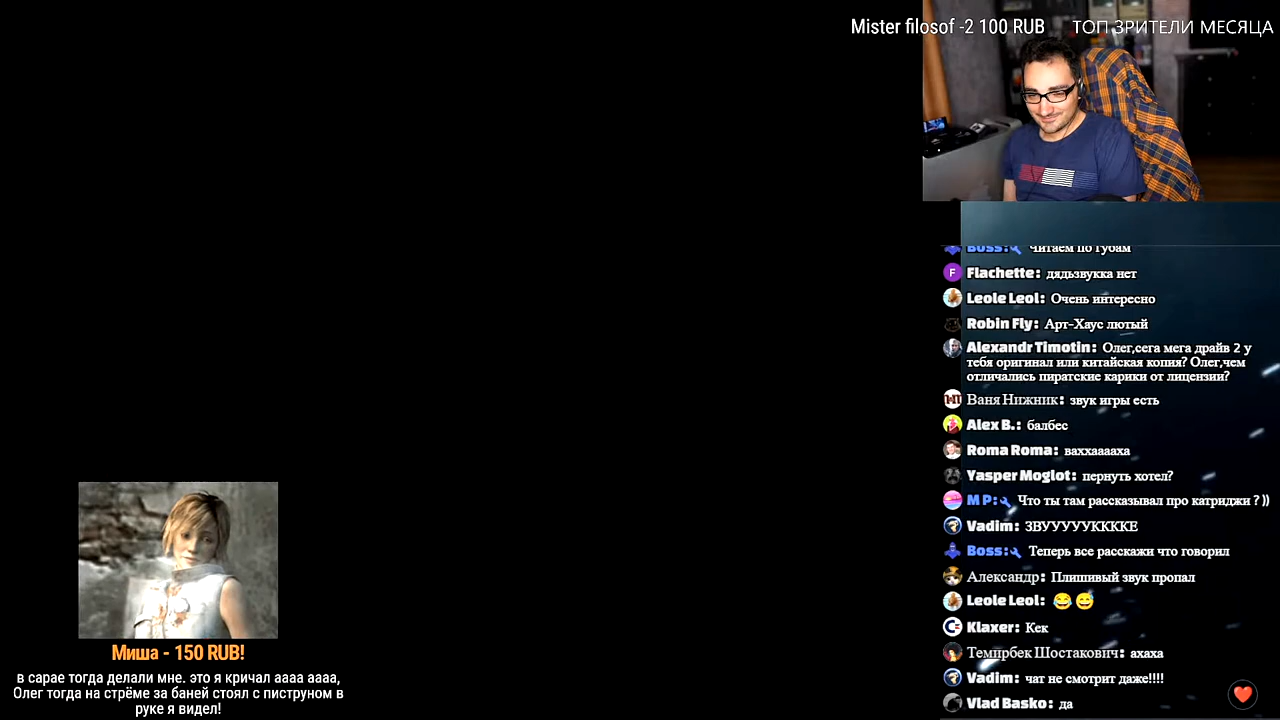 Mister filosof -2 100 RUB
ТОП ЗРИТЕЛИ МЕСЯЦА
Boss: Читаем по губам
F Flachette: дядьзвукка нет
Leole Leol: Очень интересно
Robin Fly: Арт-Хаус лютый
Alexandr Timotin: Олег,сега мега драйв 2 у
тебя оригинал или китайская копия? Олег,чем
отличались пиратские карики от лицензии?
Ваня Нижник: звук игры есть
Alex B.: балбес
Roma Roma: ваххааааха
Yasper Moglot: пернуть хотел?
M P: Что ты там рассказывал про катриджи ? ))
Vadim: ЗВУУУУУККККЕ
Boss: Теперь все расскажи что говорил
Александр: Плишивый звук пропал
Leole Leol: 😂 😅
Klaxer: Кек
Темирбек Шостакович: ахаха
Vadim: чат не смотрит даже!!!!
Vlad Basko: да
Миша - 150 RUB!
в сарае тогда делали мне. это я кричал аааа аааа,
Олег тогда на стрёме за баней стоял с пиструном в
руке я видел!